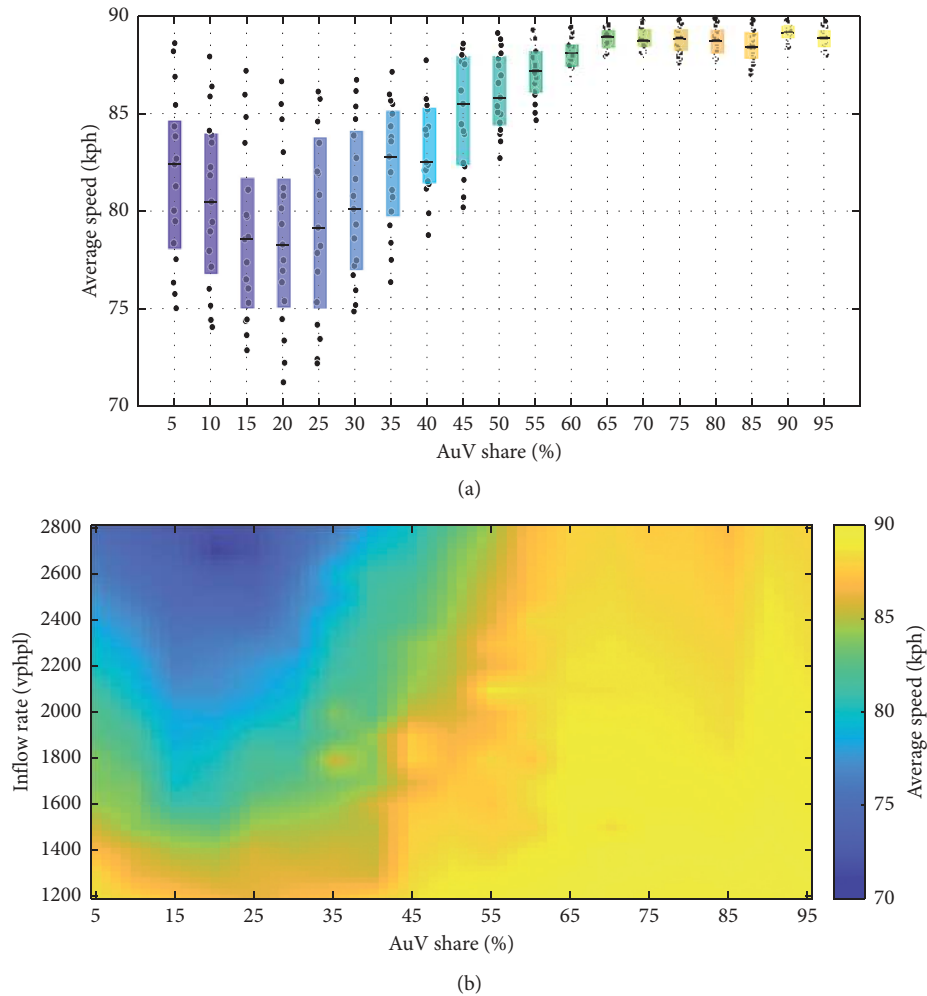 90
85
80
75
70
Average speed (kph)
5 10 15 20 25 30 35 40 45 50 55 60 65 70 75 80 85 90 95
AuV share (%)
(a)
2800
2600
2400
2200
2000
1800
1600
1400
1200
Inflow rate (vphpl)
5 15 25 35 45 55 65 75 85 95
AuV share (%)
90
85
80
75
70
Average speed (kph)
(b)